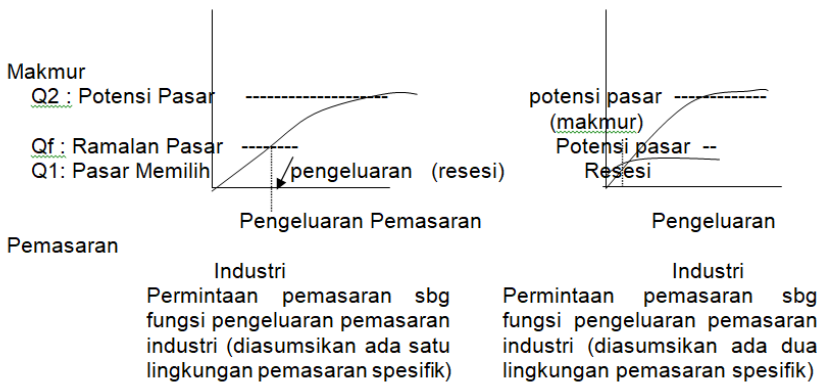 Makmur
Q2 : Potensi Pasar
potensi pasar
(makmur)
Qf : Ramalan Pasar
Potensi pasar
Q1: Pasar Memilih
pengeluaran (resesi)
Resesi
Pengeluaran Pemasaran
Pengeluaran
Pemasaran
Industri
Industri
Permintaan pemasaran sbg
fungsi pengeluaran pemasaran
industri (diasumsikan ada satu
lingkungan pemasaran spesifik)
Permintaan pemasaran sbg
fungsi pengeluaran pemasaran
industri (diasumsikan ada dua
lingkungan pemasaran spesifik)